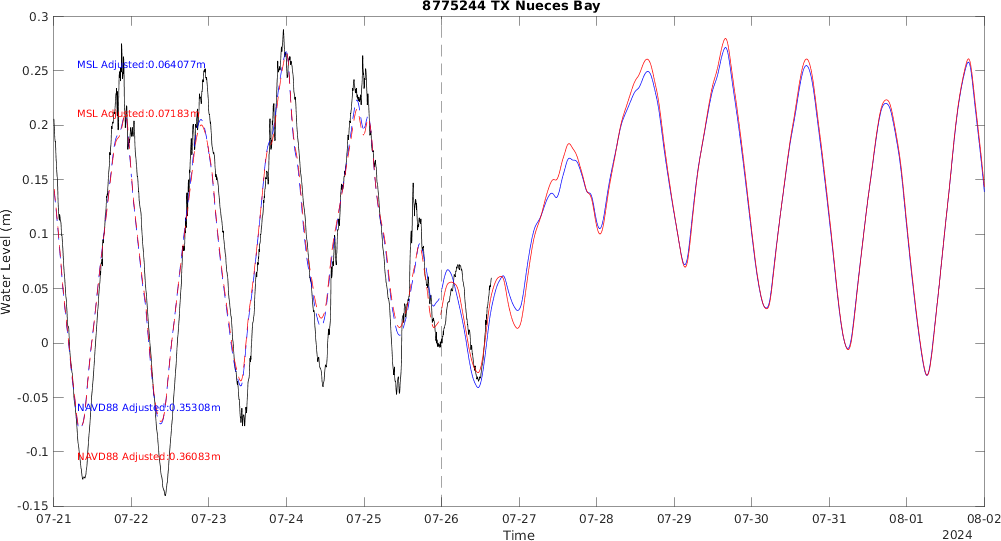 8775244 TX Nueces Bay
0.3
0.25
0.2
0.15
0.1
0.05
0
-0.05
-0.1
-0.15
Water Level (m)
MSL Adjusted:0.064077m
MSL Adjusted:0.07183m
NAVD88 Adjusted:0.35308m
NAVD88 Adjusted:0.36083m
07-21 07-22 07-23 07-24 07-25 07-26 07-27 07-28 07-29 07-30 07-31 08-01 08-02
Time
2024